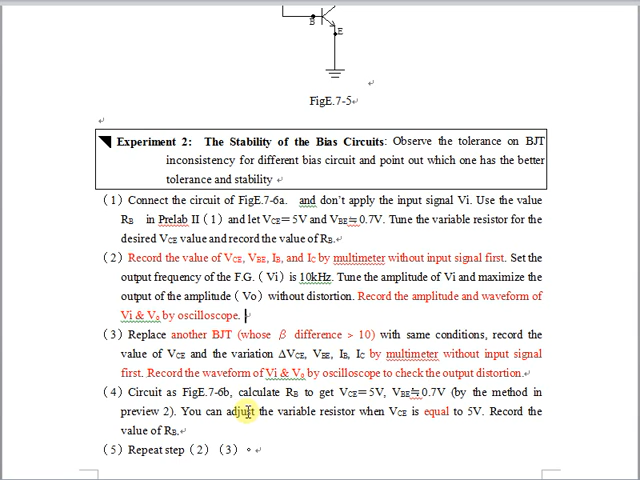 B
E
FigE.7-5
Experiment 2: The Stability of the Bias Circuits: Observe the tolerance on BJT
inconsistency for different bias circuit and point out which one has the better
tolerance and stability
(1) Connect the circuit of FigE.7-6a. and don't apply the input signal Vi. Use the value
RB in Prelab II (1) and let VCE=5V and VBE≒0.7V. Tune the variable resistor for the
desired VCE value and record the value of RB.
(2) Record the value of VCE, VBE, IB, and IC by multimeter without input signal first. Set the
output frequency of the F.G. (Vi) is 10kHz. Tune the amplitude of Vi and maximize the
output of the amplitude (Vo) without distortion. Record the amplitude and waveform of
Vi & Vo by oscilloscope.
(3) Replace another BJT (whose β difference > 10) with same conditions, record the
value of VCE and the variation ΔVCE, VBE, IB, IC by multimeter without input signal
first. Record the waveform of Vi & Vo by oscilloscope to check the output distortion.
(4) Circuit as FigE.7-6b, calculate RB to get VCE=5V, VBE≒0.7V (by the method in
preview 2). You can adjust the variable resistor when VCE is equal to 5V. Record the
value of RB.
(5) Repeat step (2) (3)。